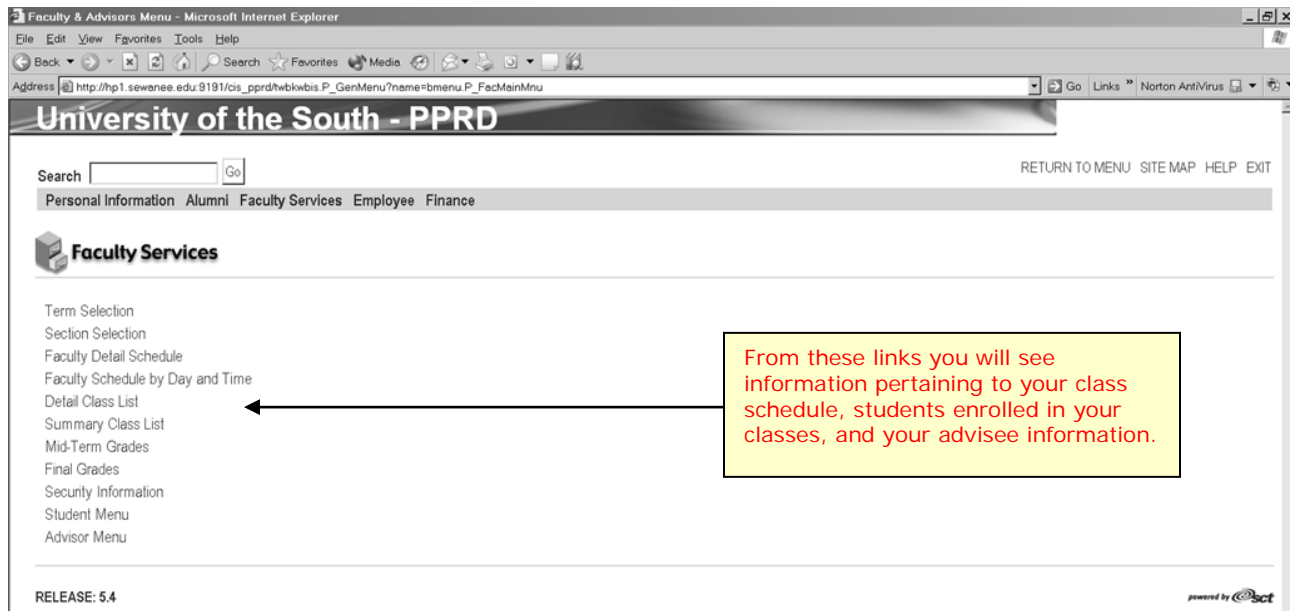 Faculty & Advisors Menu - Microsoft Internet Explorer
File Edit View Favorites Tools Help
Back Search Favorites Media
Address http://hp1.sewanee.edu:9191/cis_pprd/twbkwbis.P_GenMenu?name=bmenu.P_FacMainMnu Go Links » Norton AntiVirus
University of the South - PPRD
Search Go RETURN TO MENU SITE MAP HELP EXIT
Personal Information Alumni Faculty Services Employee Finance
Faculty Services
Term Selection
Section Selection
Faculty Detail Schedule
Faculty Schedule by Day and Time
Detail Class List
Summary Class List
Mid-Term Grades
Final Grades
Security Information
Student Menu
Advisor Menu
From these links you will see
information pertaining to your class
schedule, students enrolled in your
classes, and your advisee information.
RELEASE: 5.4 powered by sct